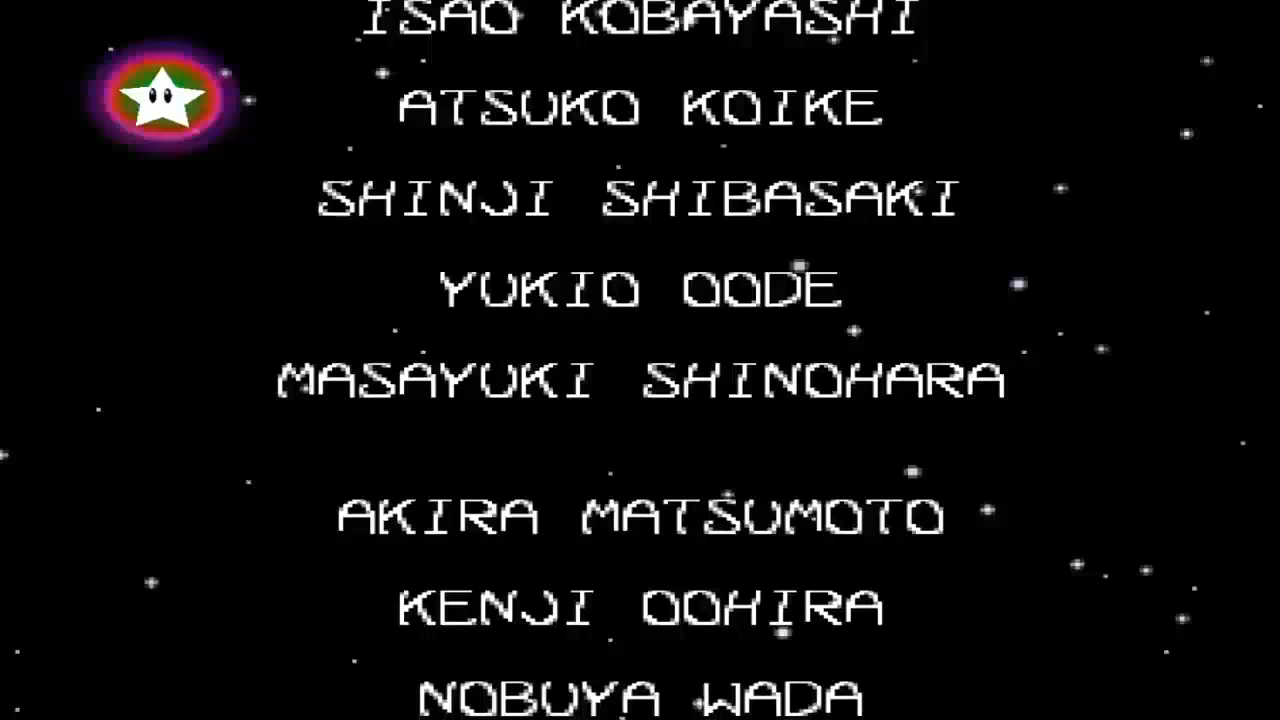 ISAO KOBAYASHI
ATSUKO KOIKE
SHINJI SHIBASAKI
YUKIO OODE
MASAYUKI SHINOHARA
AKIRA MATSUMOTO
KENJI OOHIRA
NOBUYA WADA